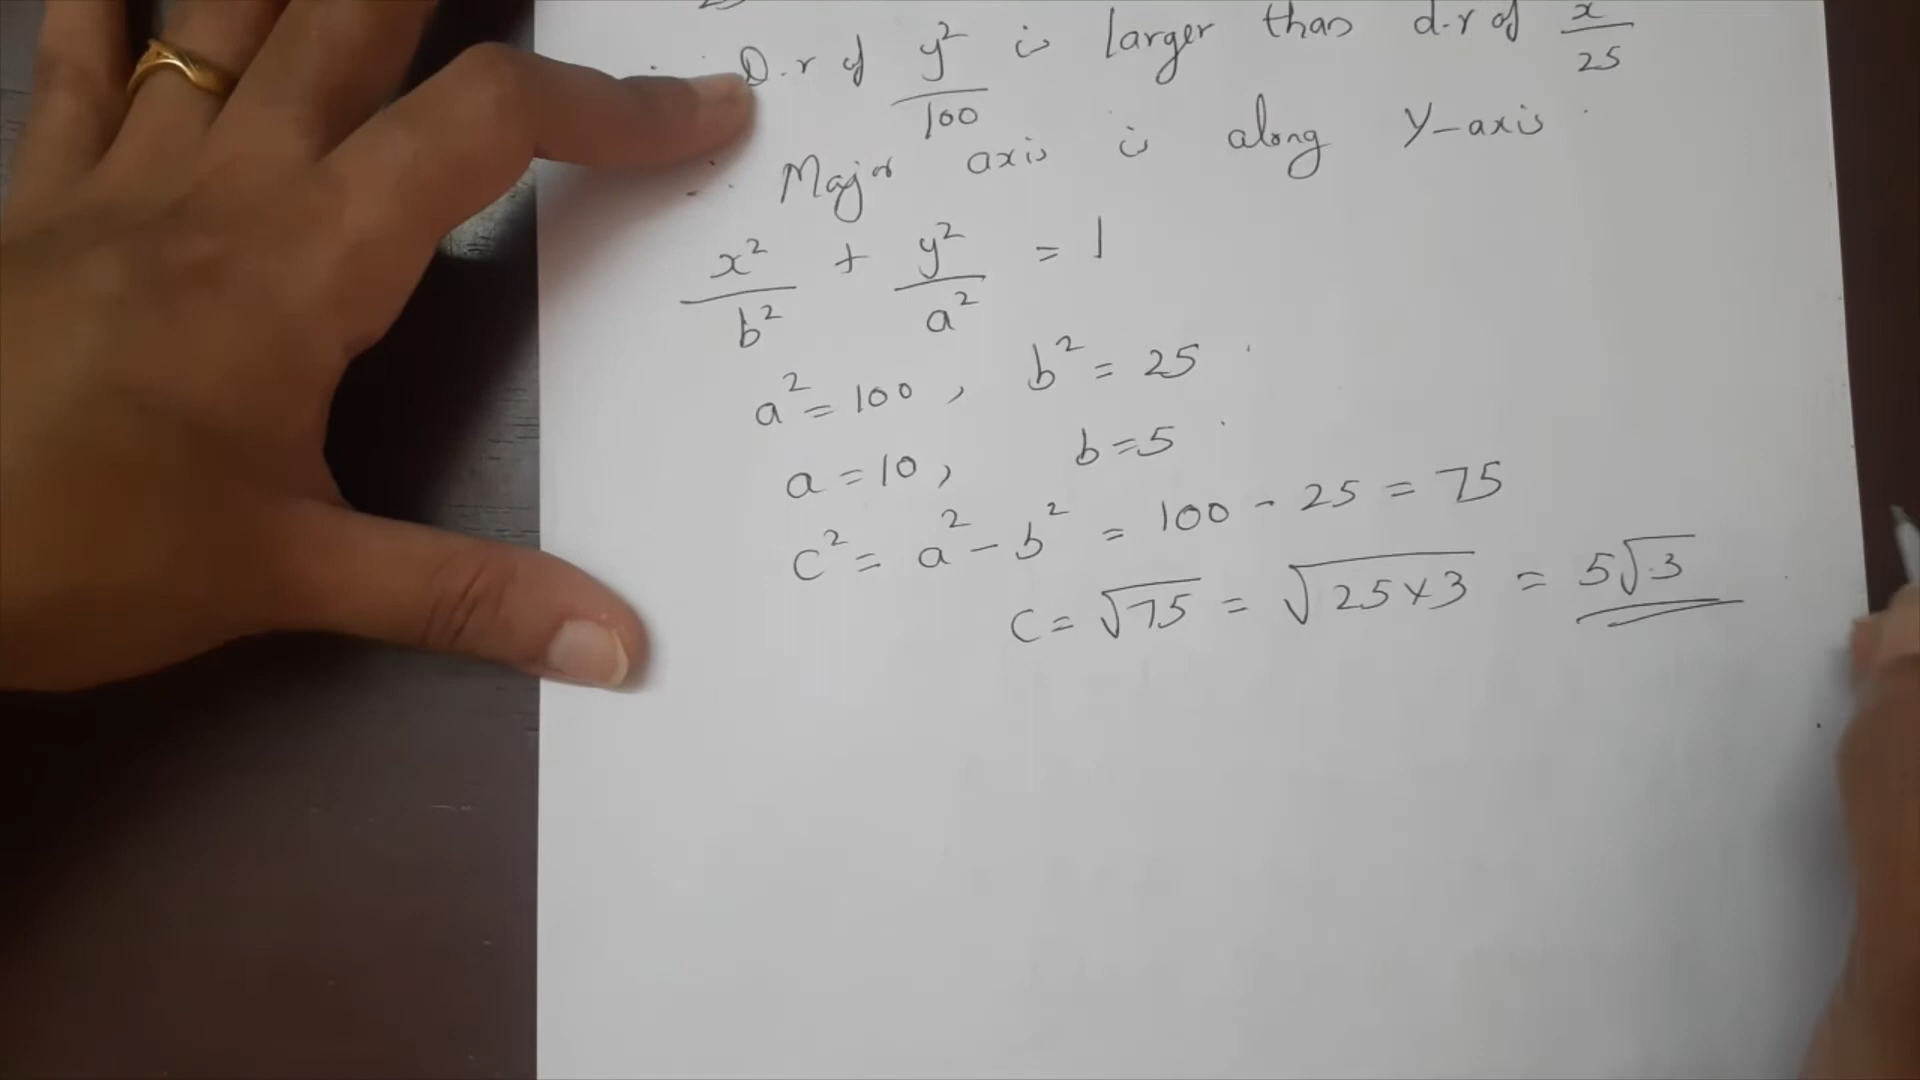 D.r of y²/100 is larger than d.r of x/25
∴ Major axis is along Y-axis
x²/b² + y²/a² = 1
a² = 100, b² = 25
a = 10, b = 5
c² = a² - b² = 100 - 25 = 75
c = √75 = √25×3 = 5√3